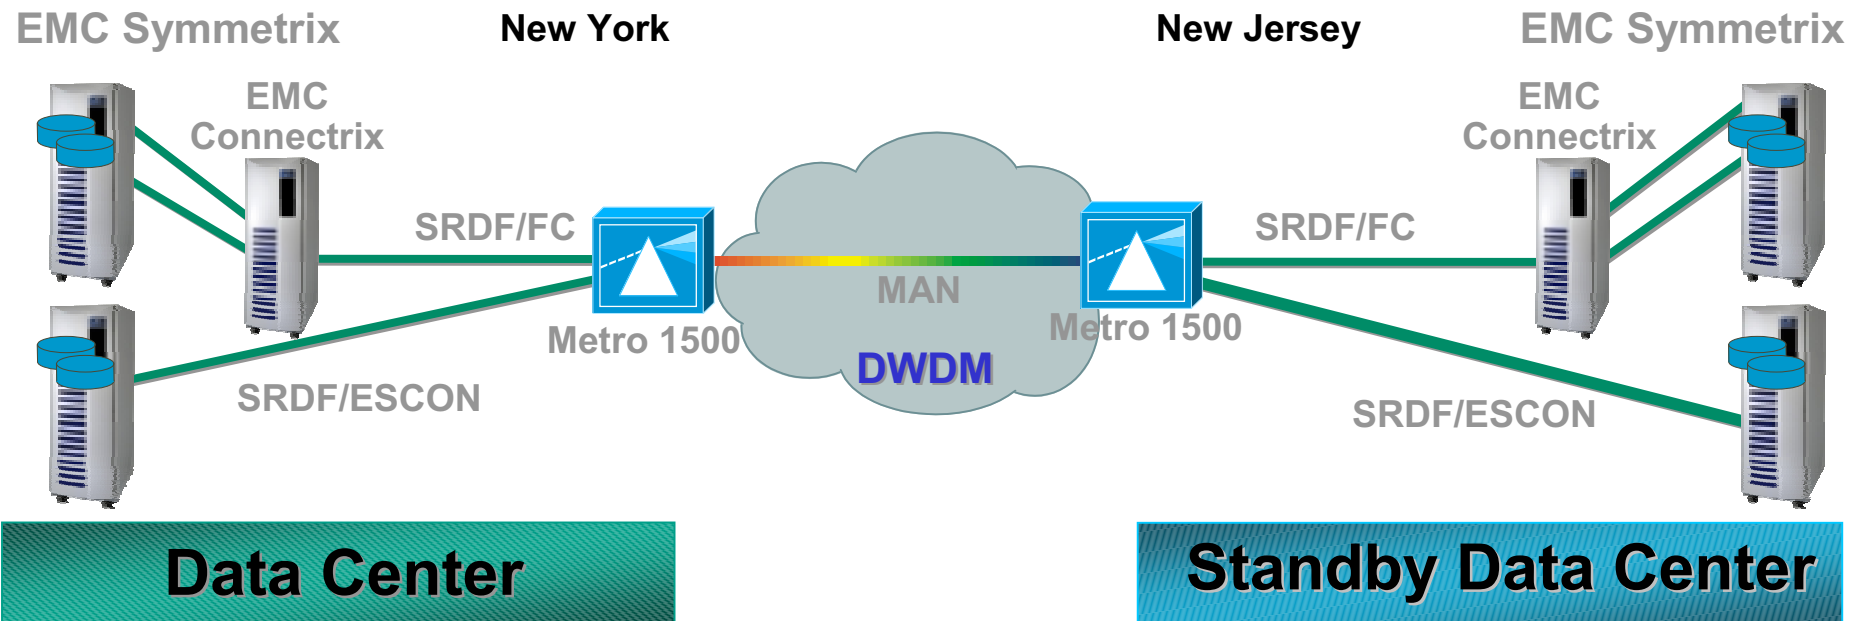 EMC Symmetrix
New York
New Jersey
EMC Symmetrix
EMC
Connectrix
EMC
Connectrix
SRDF/FC
SRDF/FC
MAN
Metro 1500
Metro 1500
DWDM
SRDF/ESCON
SRDF/ESCON
Data Center
Standby Data Center